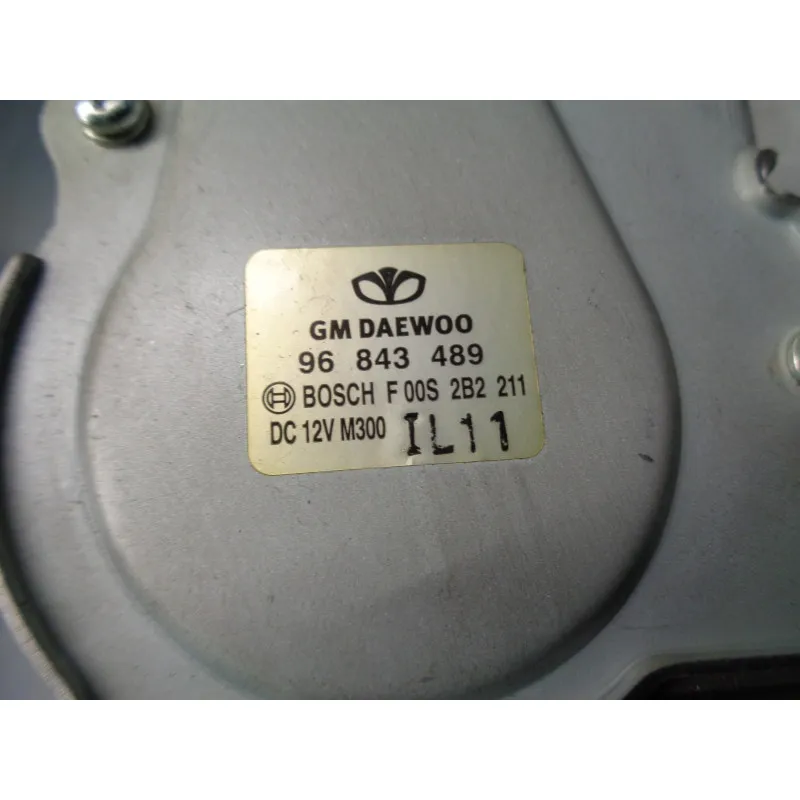 GM DAEWOO
96 843 489
BOSCH F 00S 2B2 211
DC 12V M300 IL11